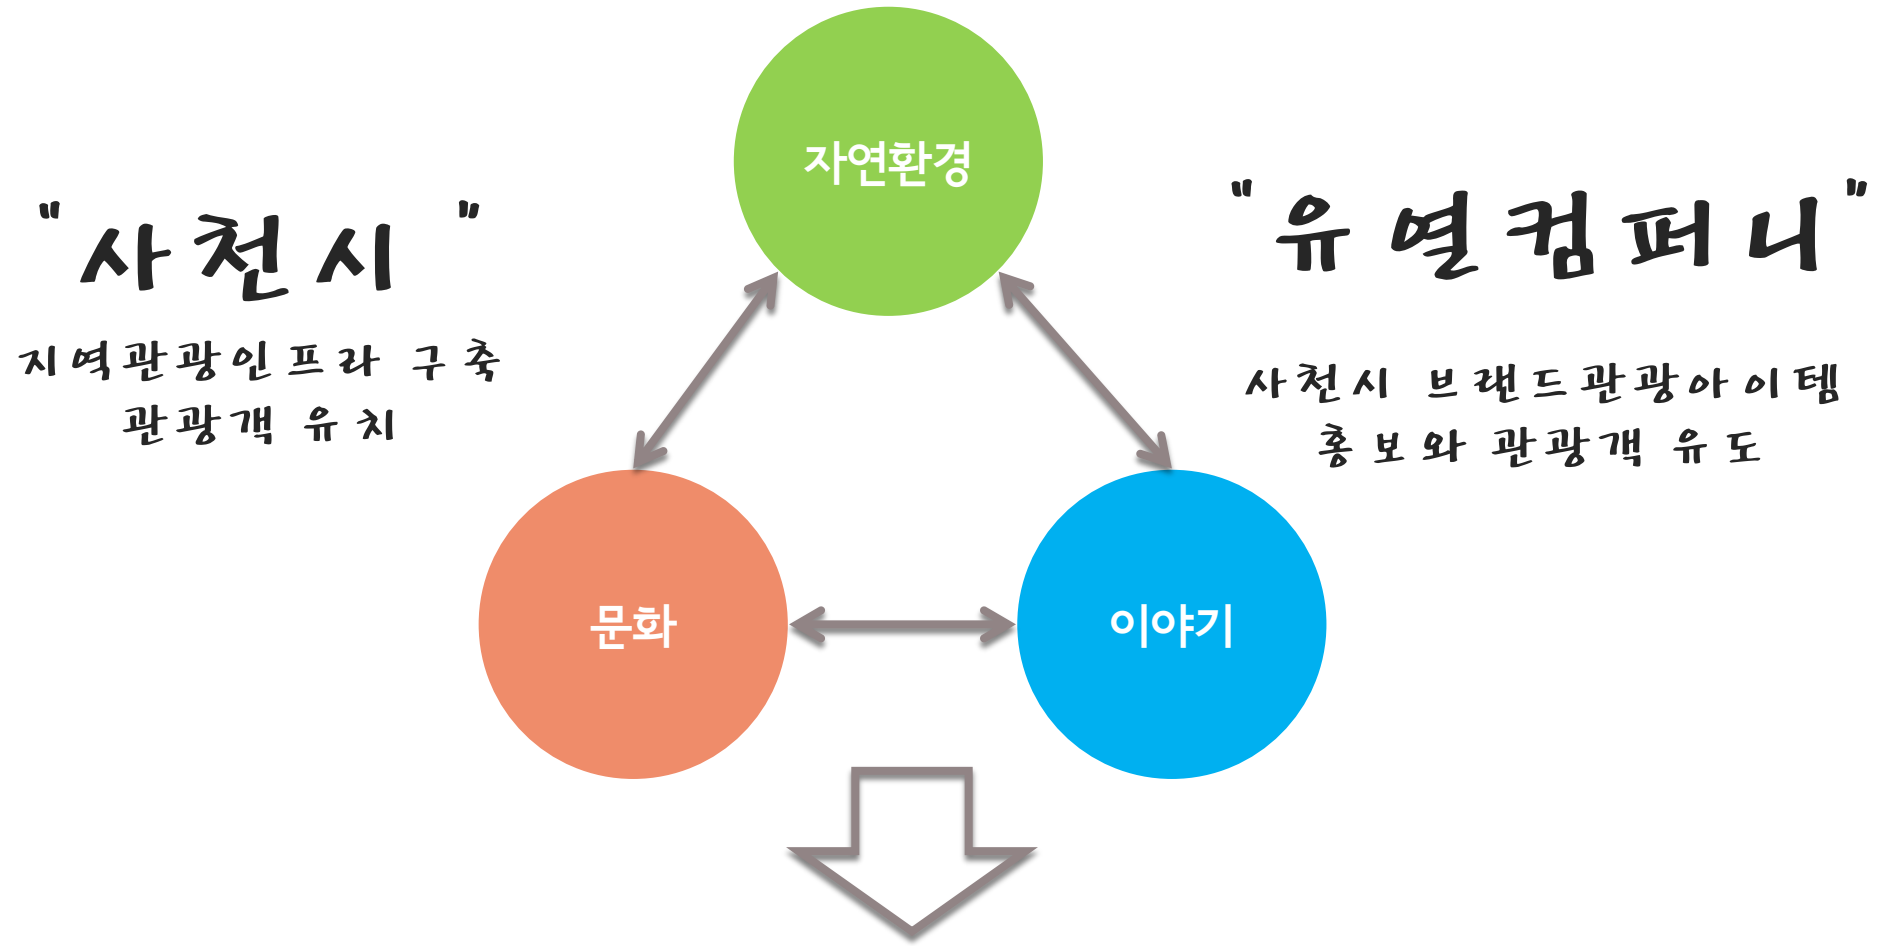 자연환경
"사천시"
지역관광인프라 구축
관광객 유치
"유열컴퍼니"
사천시 브랜드관광아이템
홍보와 관광객 유도
문화
이야기